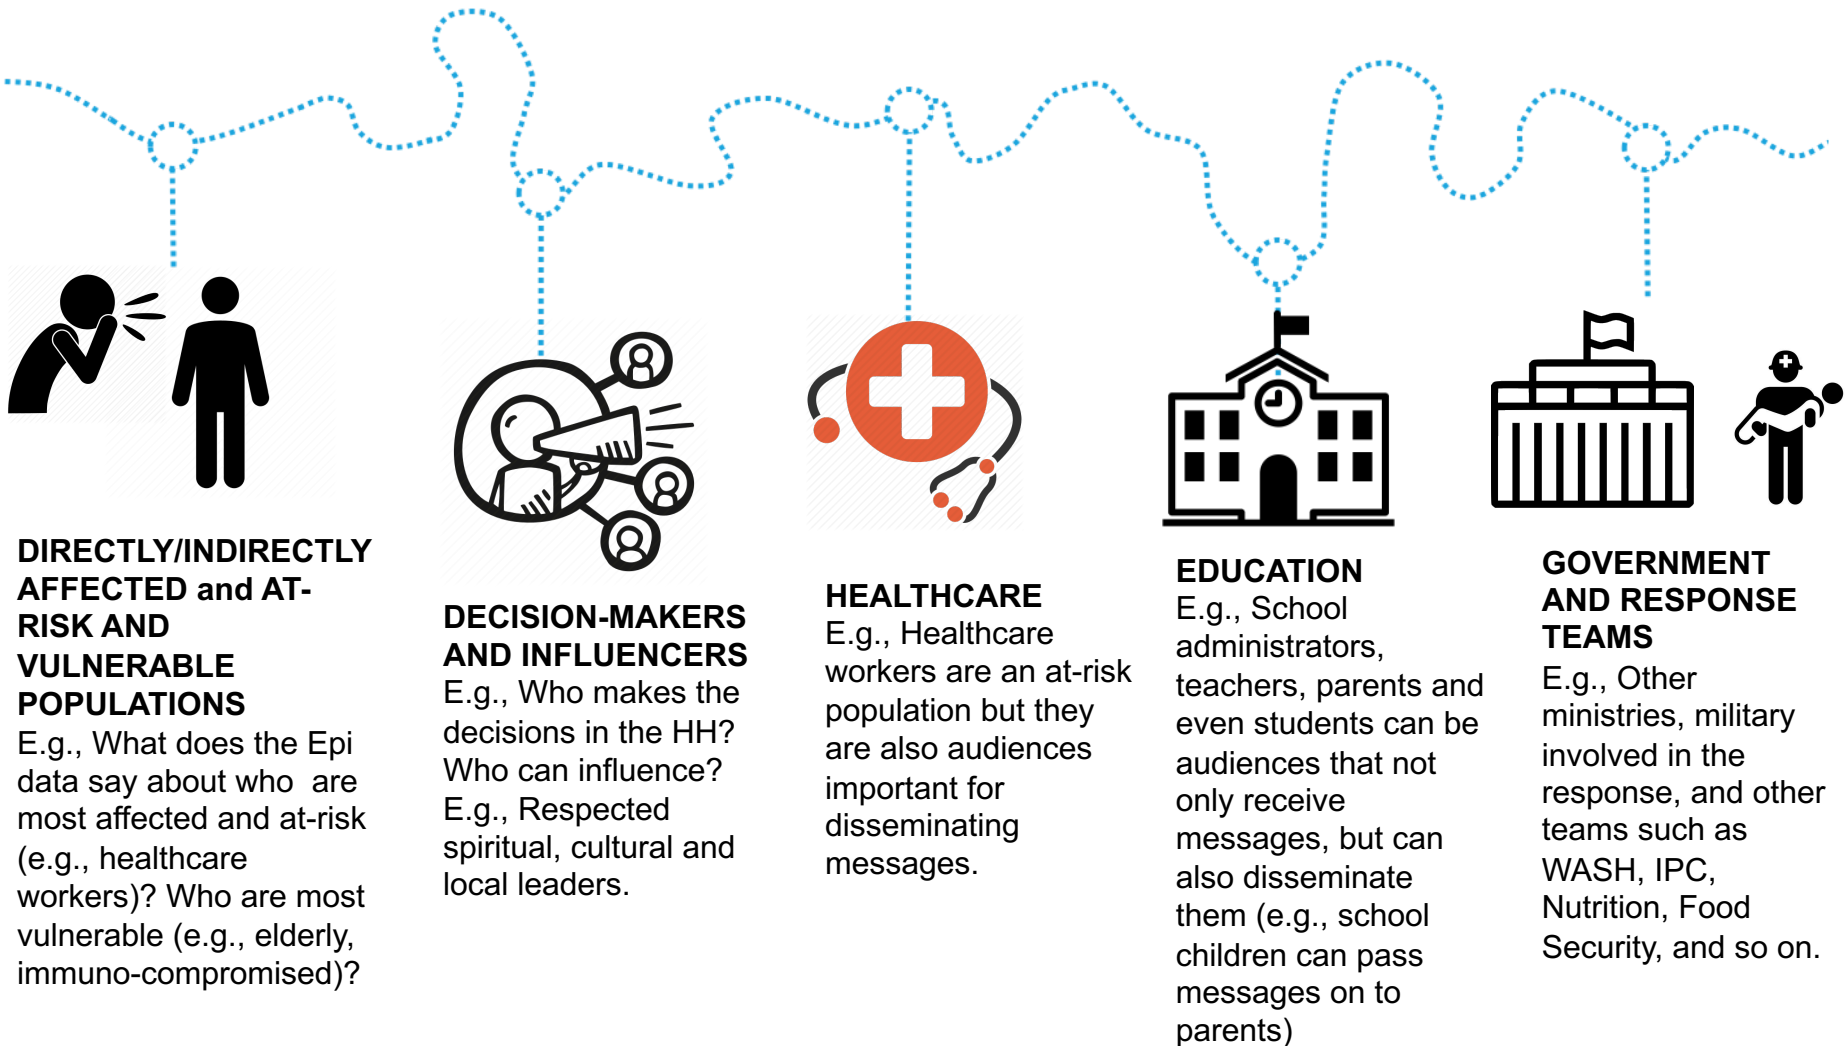 DIRECTLY/INDIRECTLY
AFFECTED and AT-
RISK AND
VULNERABLE
POPULATIONS
E.g., What does the Epi
data say about who  are
most affected and at-risk
(e.g., healthcare
workers)? Who are most
vulnerable (e.g., elderly,
immuno-compromised)?
DECISION-MAKERS
AND INFLUENCERS
E.g., Who makes the
decisions in the HH?
Who can influence?
E.g., Respected
spiritual, cultural and
local leaders.
HEALTHCARE
E.g., Healthcare
workers are an at-risk
population but they
are also audiences
important for
disseminating
messages.
EDUCATION
E.g., School
administrators,
teachers, parents and
even students can be
audiences that not
only receive
messages, but can
also disseminate
them (e.g., school
children can pass
messages on to
parents)
GOVERNMENT
AND RESPONSE
TEAMS
E.g., Other
ministries, military
involved in the
response, and other
teams such as
WASH, IPC,
Nutrition, Food
Security, and so on.